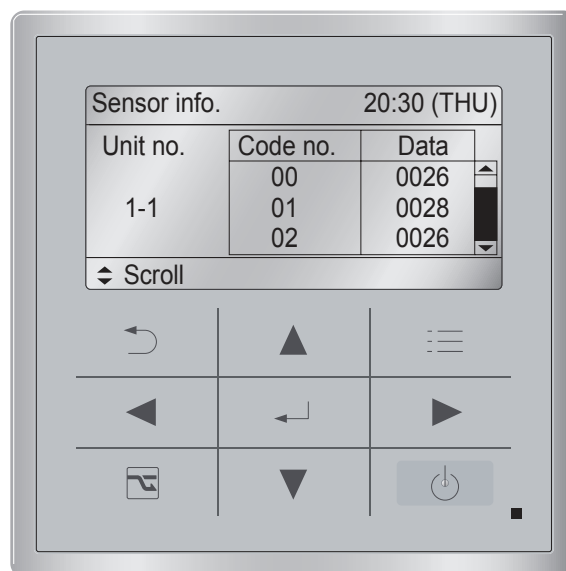 Sensor info. 20:30 (THU)
Unit no. Code no. Data
00 0026
1-1 01 0028
02 0026
Scroll